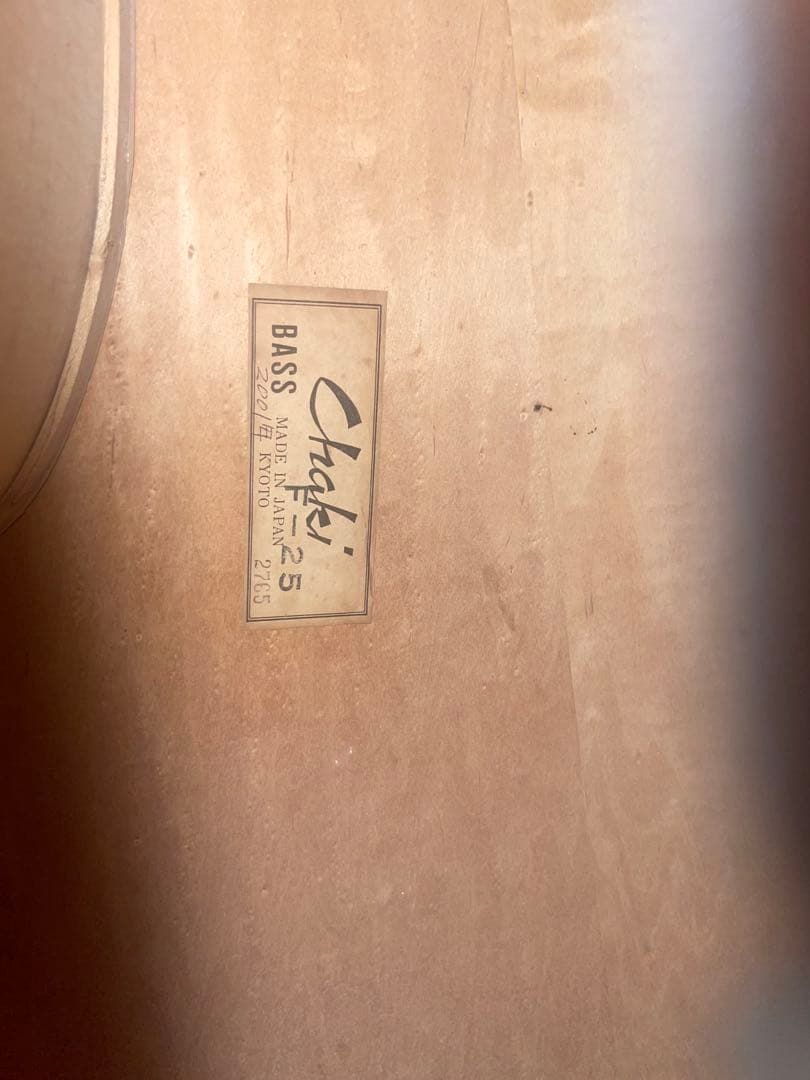 Chaki
BASS F-25
MADE IN JAPAN
2001年 KYOTO 2765